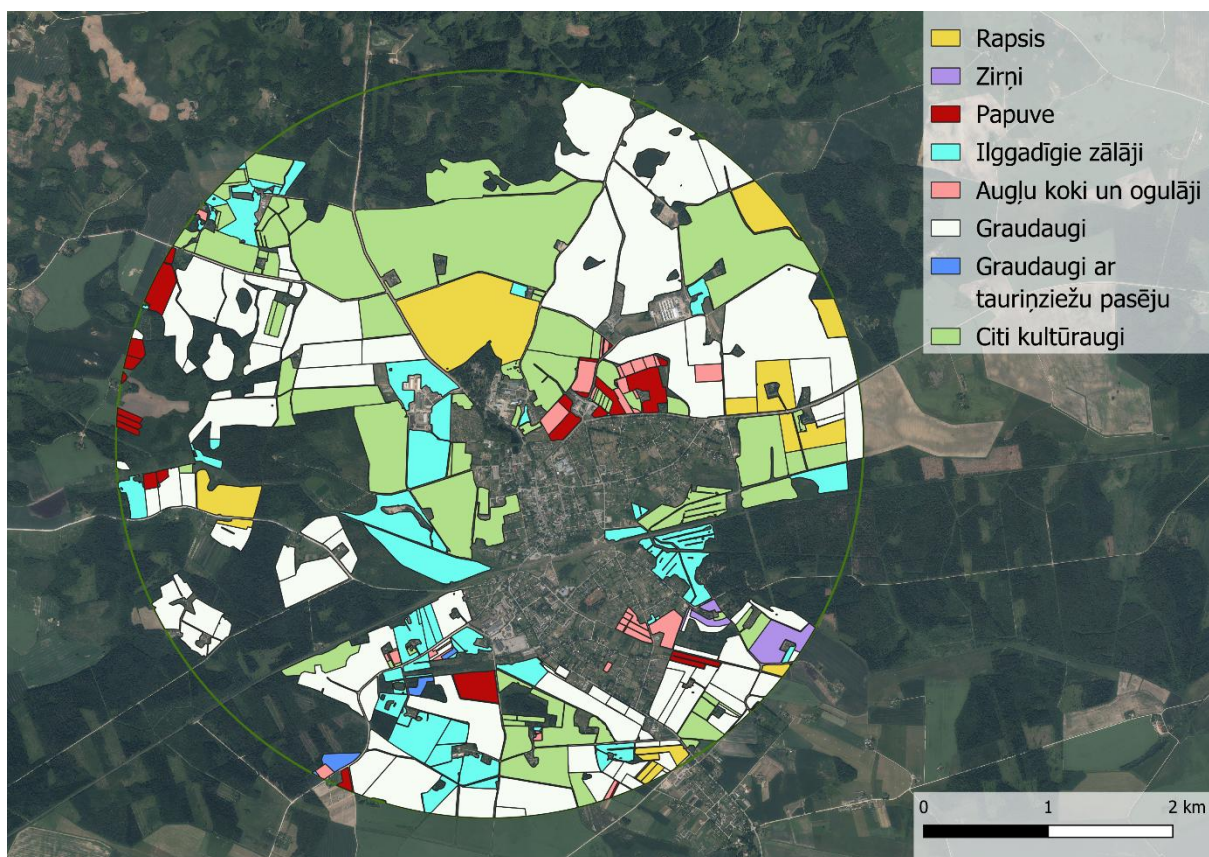 Rapsis
Zirņi
Papuve
Ilggadīgie zālāji
Augļu koki un ogulāji
Graudaugi
Graudaugi ar
tauriņziežu pasēju
Citi kultūraugi
0 1 2 km